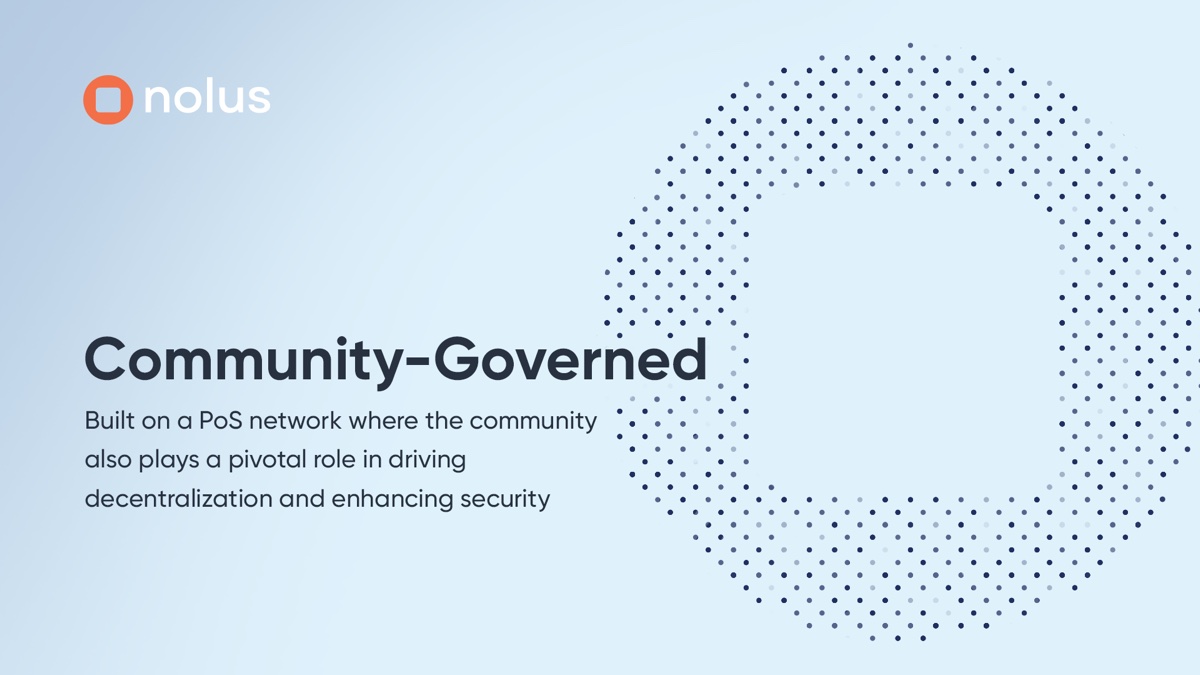 nolus
Community-Governed
Built on a PoS network where the community
also plays a pivotal role in driving
decentralization and enhancing security